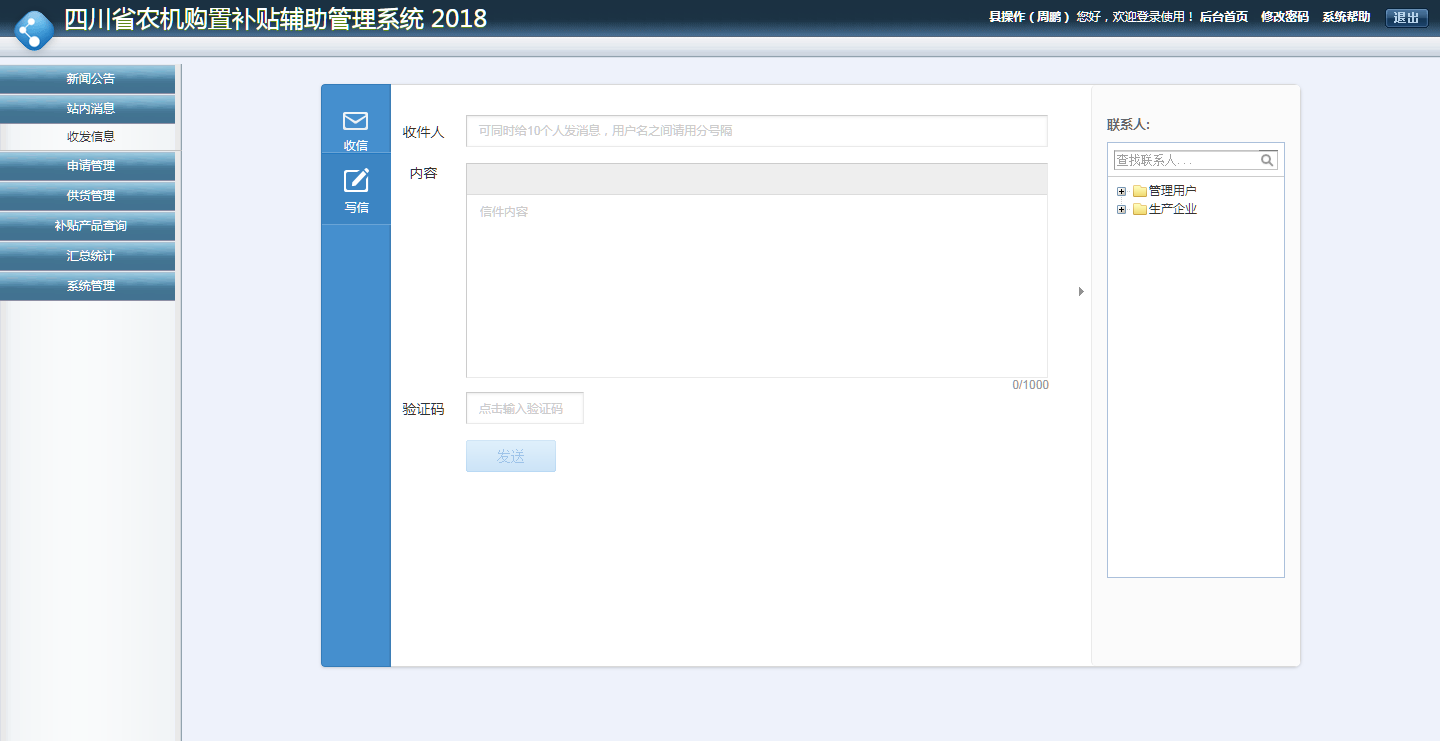 四川省农机购置补贴辅助管理系统 2018
县操作（周鹏）您好，欢迎登录使用！ 后台首页 修改密码 系统帮助 退出
新闻公告
站内消息
收发信息
申请管理
供货管理
补贴产品查询
汇总统计
系统管理
收信
写信
收件人
可同时给10个人发消息，用户名之间请用分号隔
内容
信件内容
0/1000
验证码
点击输入验证码
发送
联系人:
查找联系人...
管理用户
生产企业